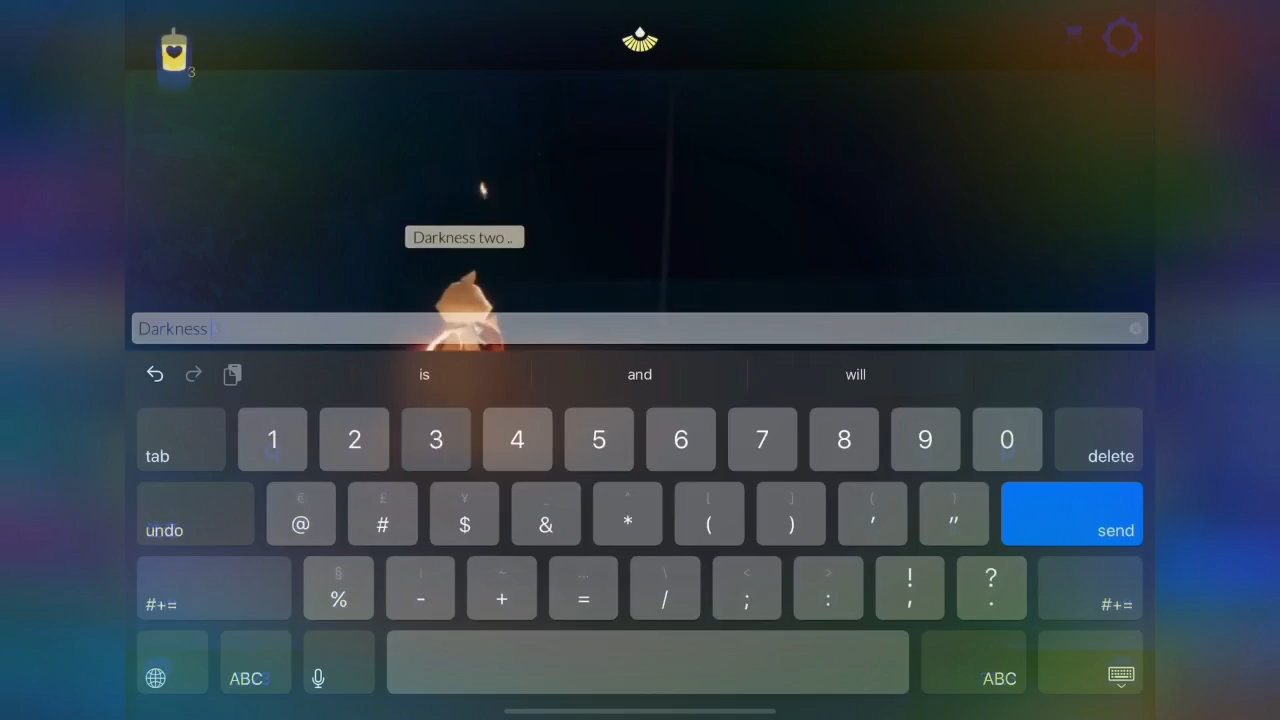 3
Darkness two ..
Darkness
is and will
1 2 3 4 5 6 7 8 9 0
tab delete
€ £ ¥ _ ^ [ ] { }
@ # $ & * ( ) ' "
undo send
§ | ~ … \ < > ! ?
% - + = / ; : , .
#+= #+=
ABC ABC